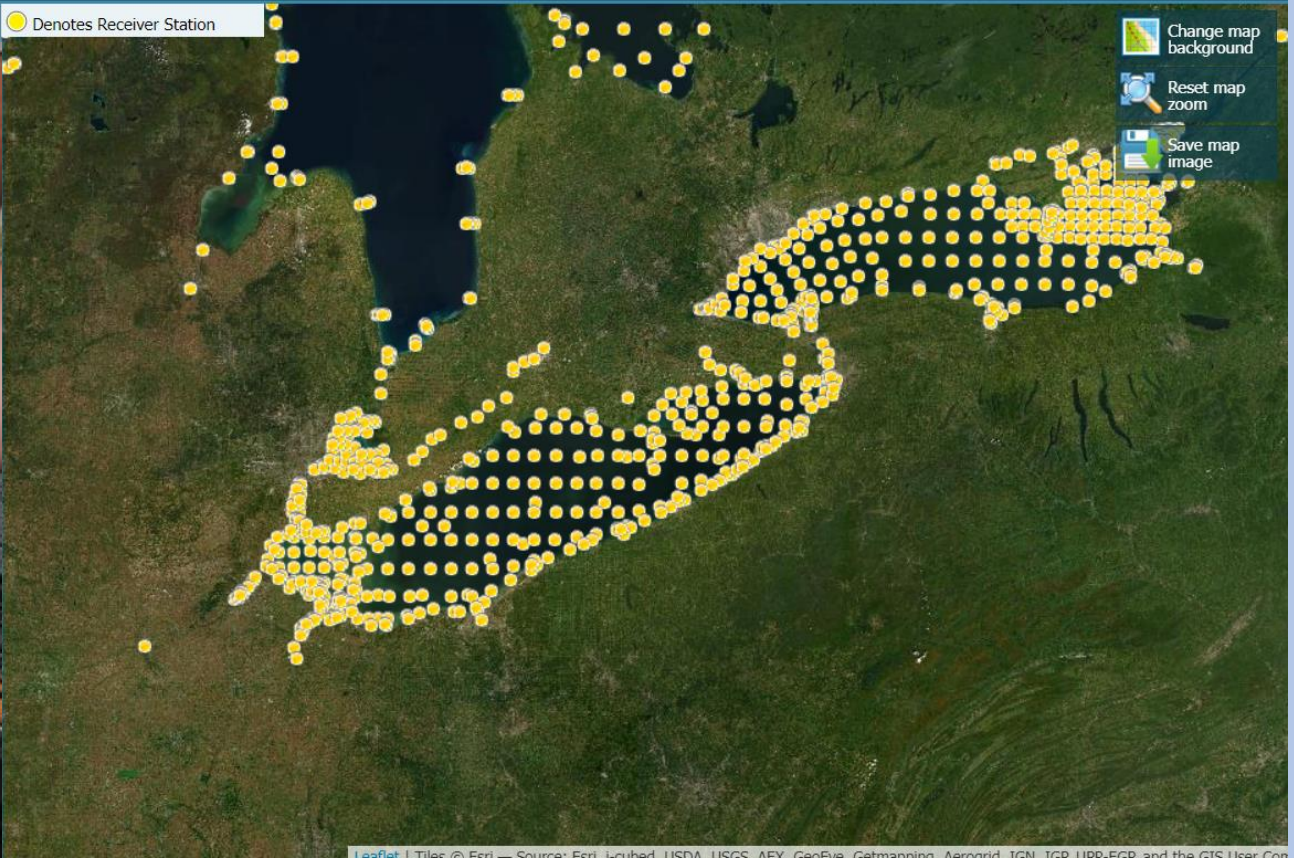 Denotes Receiver Station
Change map
background
Reset map
zoom
Save map
image
Leaflet | Tiles © Esri — Source: Esri, i-cubed, USDA, USGS, AEX, GeoEye, Getmapping, Aerogrid, IGN, IGP, UPR-EGP, and the GIS User Com